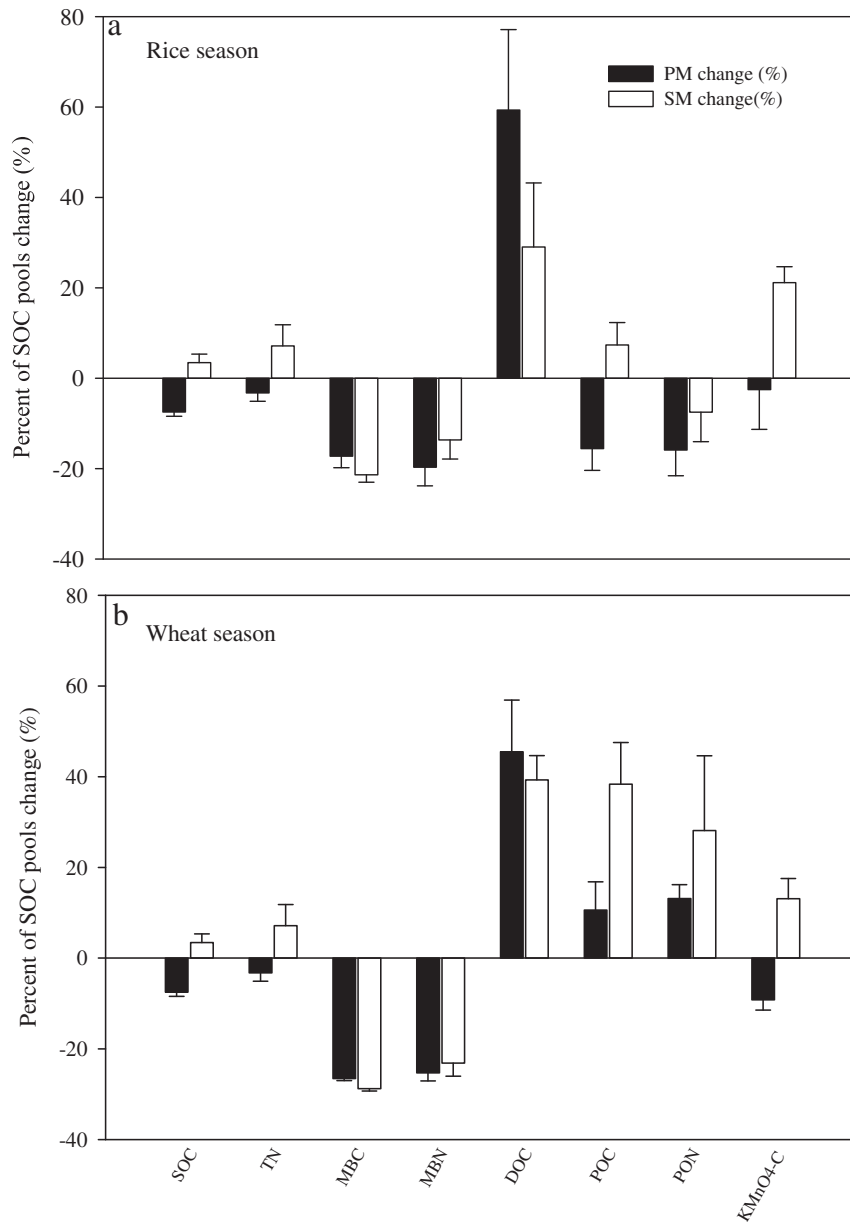 a
Rice season
PM change (%)
SM change(%)
Percent of SOC pools change (%)
80
60
40
20
0
-20
-40
b
Wheat season
Percent of SOC pools change (%)
80
60
40
20
0
-20
-40
SOC
TN
MBC
MBN
DOC
POC
PON
KMnO4-C